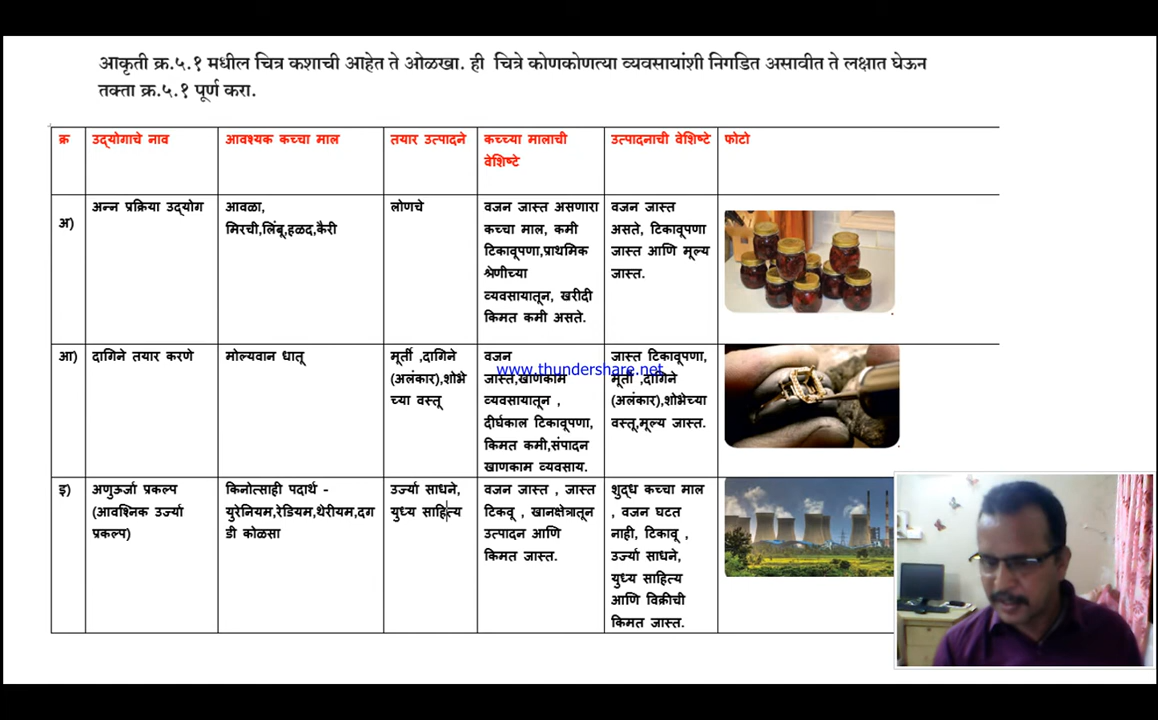 आकृती क्र.५.१ मधील चित्र कशाची आहेत ते ओळखा. ही चित्रे कोणकोणत्या व्यवसायांशी निगडित असावीत ते लक्षात घेऊन
तक्ता क्र.५.१ पूर्ण करा.
क्र
उद्योगाचे नाव
आवश्यक कच्चा माल
तयार उत्पादने
कच्च्या मालाची
वेशिष्टे
उत्पादनाची वेशिष्टे
फोटो
अ)
अन्न प्रक्रिया उद्योग
आवळा,
मिरची,लिंबू,हळद,कैरी
लोणचे
वजन जास्त असणारा
कच्चा माल, कमी
टिकावूपणा,प्राथमिक
श्रेणीच्या
व्यवसायातून, खरीदी
किमत कमी असते.
वजन जास्त
असते, टिकावूपणा
जास्त आणि मूल्य
जास्त.
आ)
दागिने तयार करणे
मोल्यवान धातू
मूर्ती ,दागिने
(अलंकार),शोभे
च्या वस्तू
वजन
जास्त,खाणकाम
व्यवसायातून ,
दीर्घकाल टिकावूपणा,
किमत कमी,संपादन
खाणकाम व्यवसाय.
जास्त टिकावूपणा,
मूर्ती ,दागिने
(अलंकार),शोभेच्या
वस्तू,मूल्य जास्त.
www.thundershare.net
इ)
अणुऊर्जा प्रकल्प
(आवश्निक उर्ज्या
प्रकल्प)
किनोत्साही पदार्थ -
युरेनियम,रेडियम,थेरीयम,दग
डी कोळसा
उर्ज्या साधने,
युध्य साहित्य
वजन जास्त , जास्त
टिकवू , खानक्षेत्रातून
उत्पादन आणि
किमत जास्त.
शुद्ध कच्चा माल
, वजन घटत
नाही, टिकावू ,
उर्ज्या साधने,
युध्य साहित्य
आणि विक्रीची
किमत जास्त.